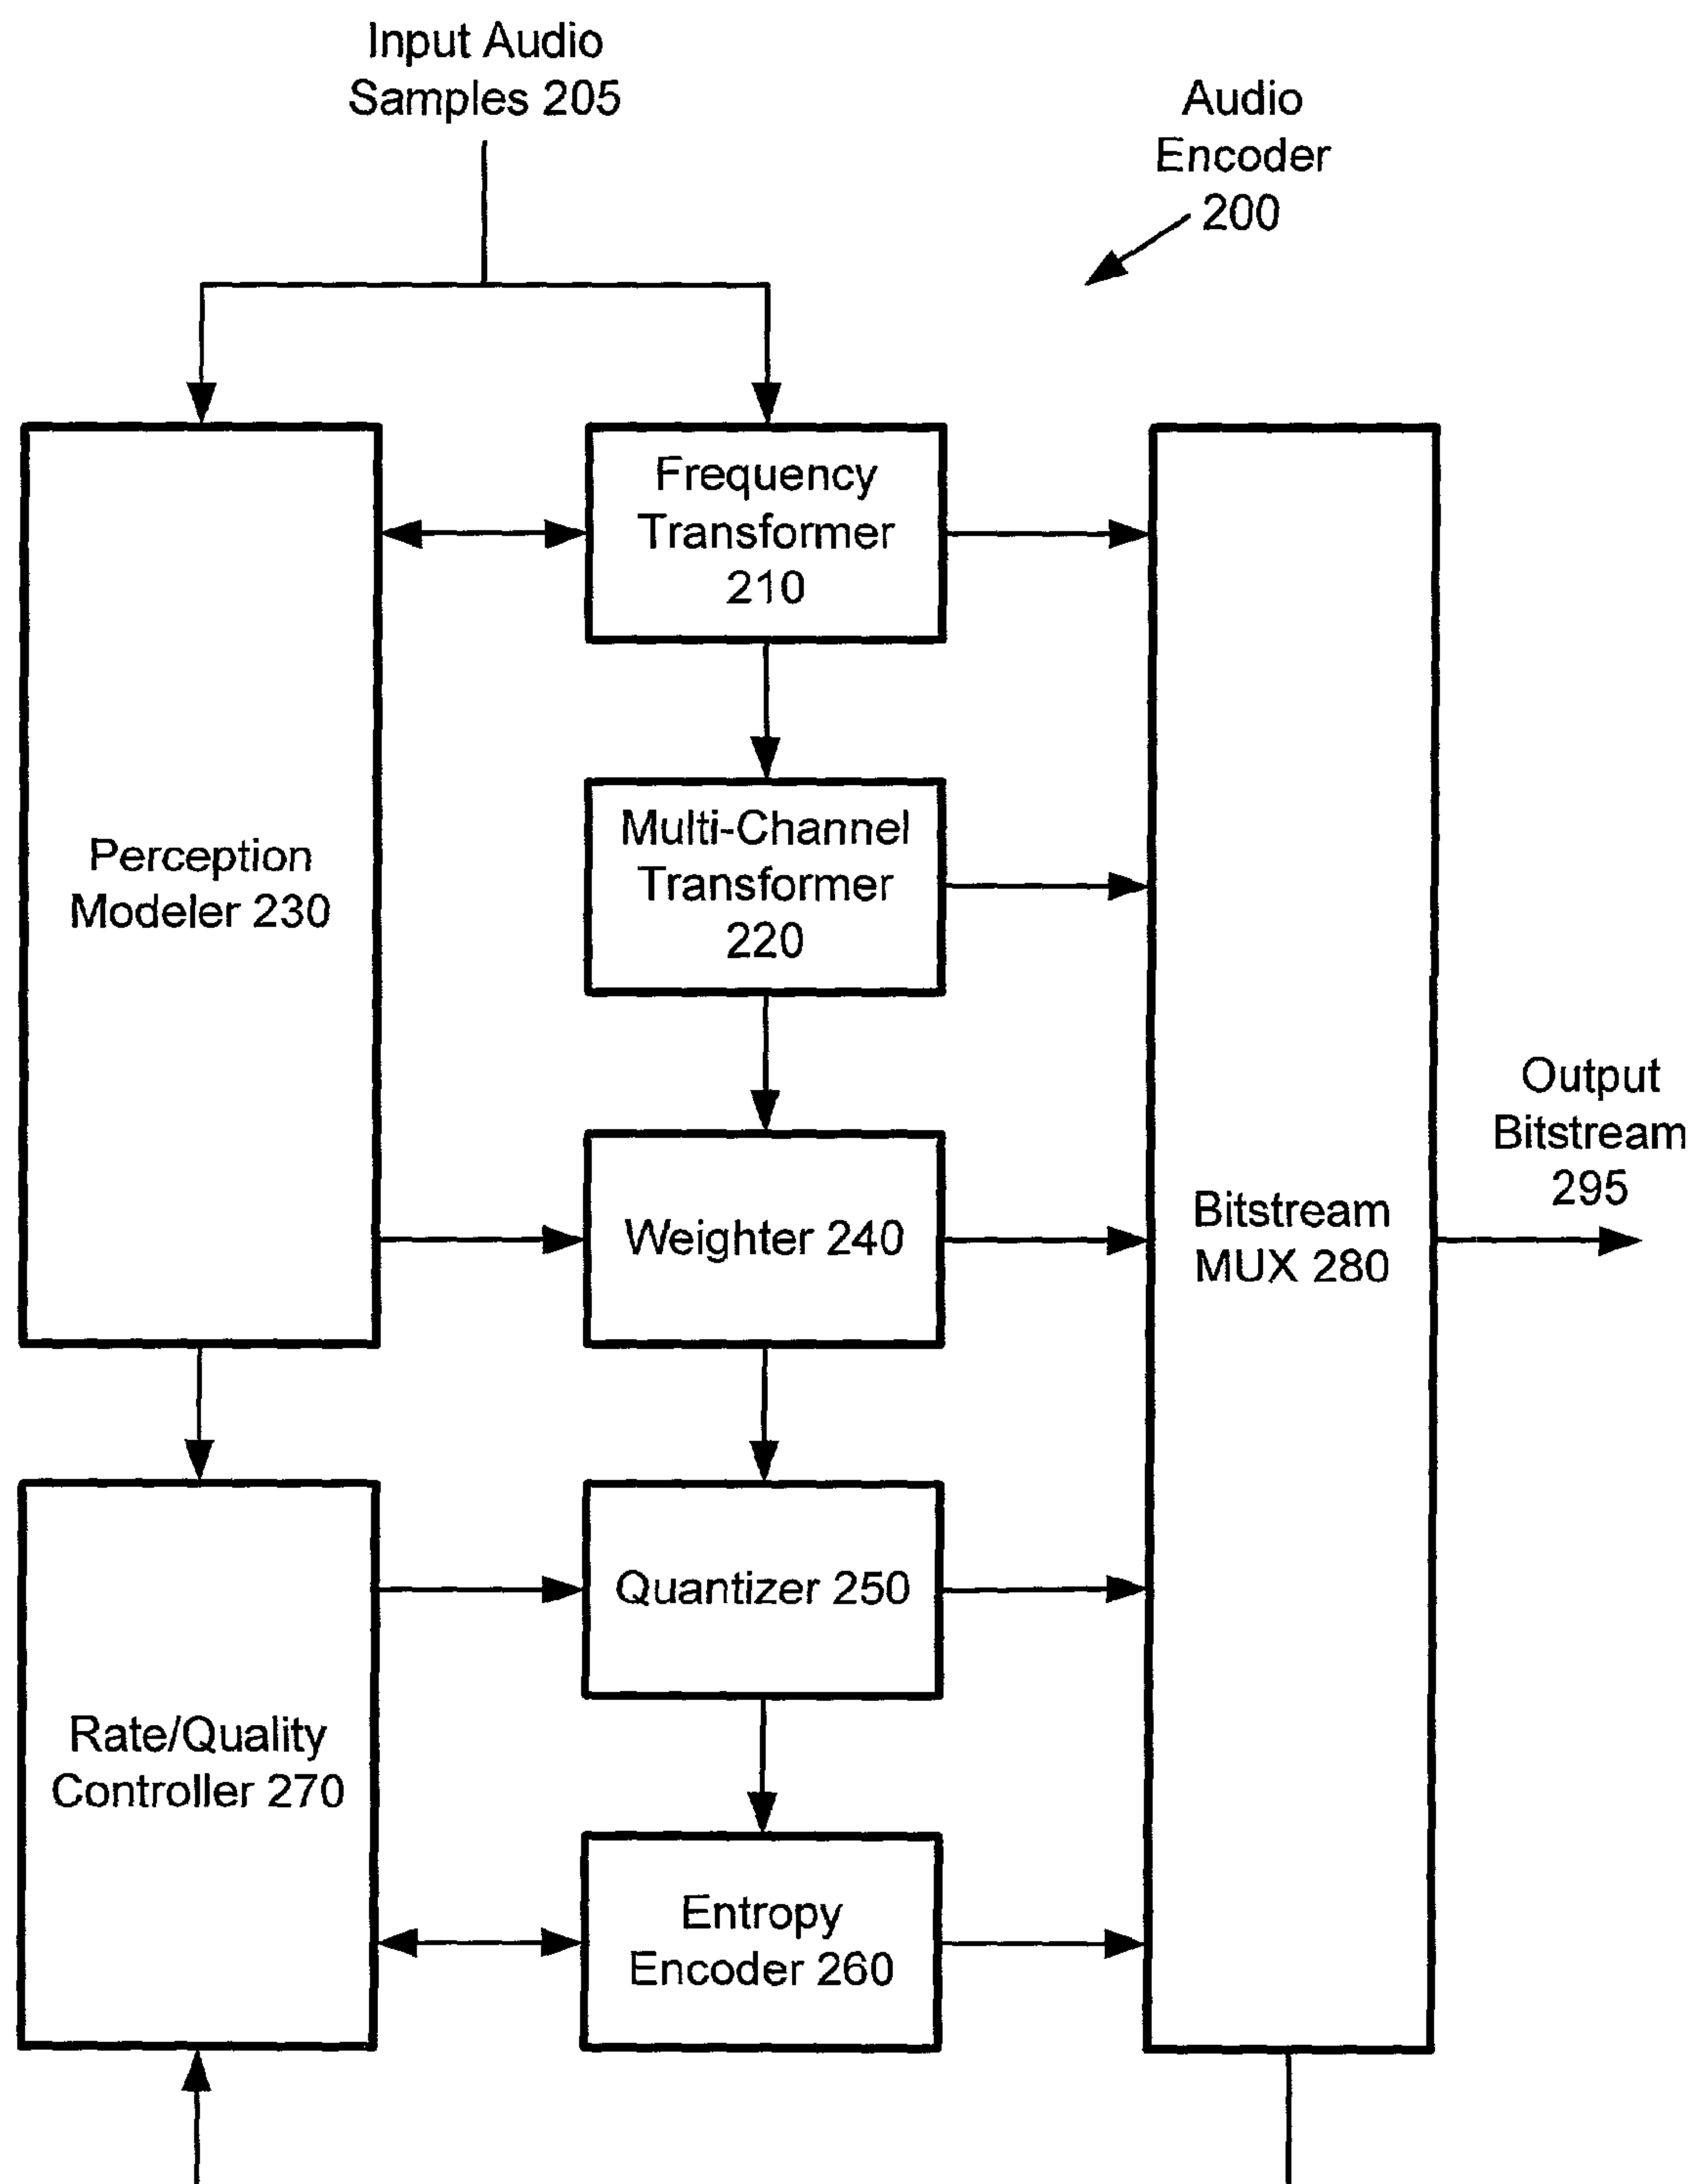 Input Audio
Samples 205
Audio
Encoder
200
Frequency
Transformer
210
Multi-Channel
Transformer
220
Perception
Modeler 230
Weighter 240
Bitstream
MUX 280
Output
Bitstream
295
Quantizer 250
Rate/Quality
Controller 270
Entropy
Encoder 260